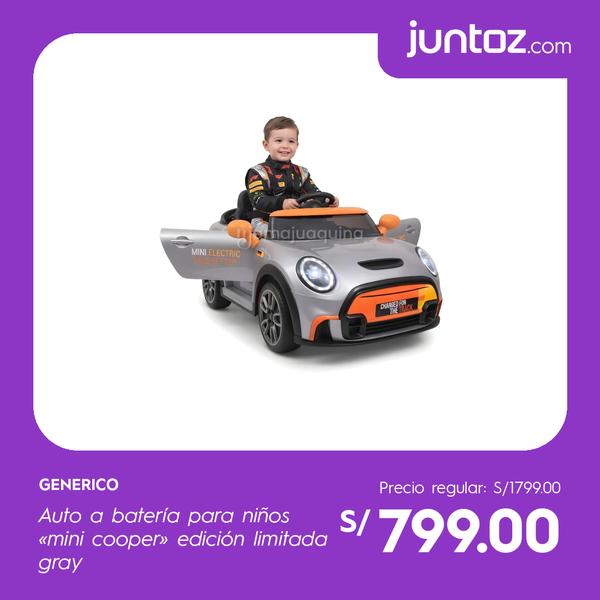 juntoz.com
MINI ELECTRIC
CHARGED FOR
THE TRACK
GENERICO
Precio regular: S/1799.00
Auto a batería para niños
«mini cooper» edición limitada
gray
S/ 799.00